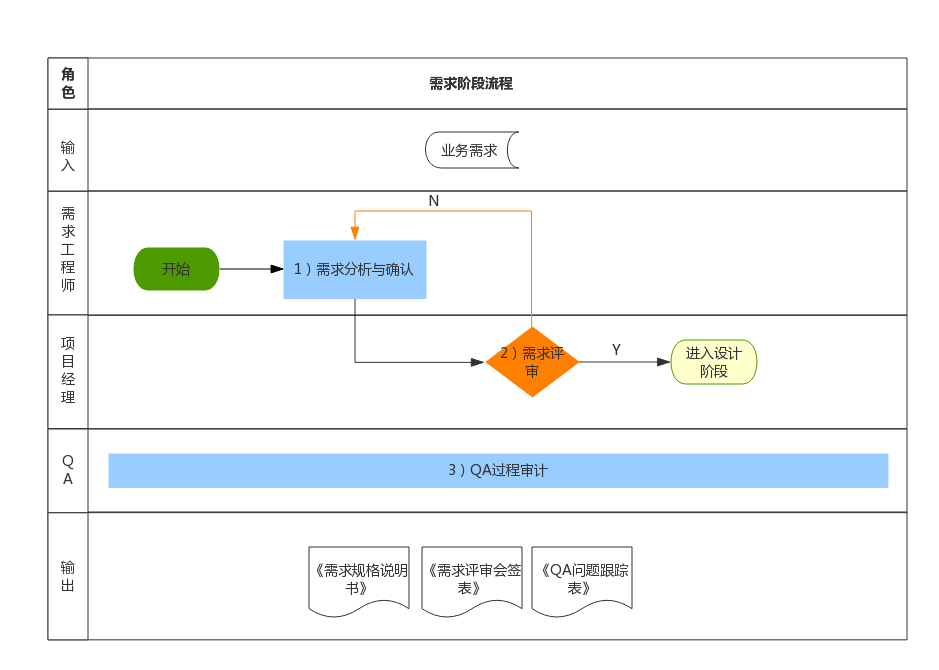 角
色
需求阶段流程
输
入
业务需求
需
求
工
程
师
N
开始
1）需求分析与确认
项
目
经
理
2）需求评
审
Y
进入设计
阶段
Q
A
3）QA过程审计
输
出
《需求规格说明
书》
《需求评审会签
表》
《QA问题跟踪
表》